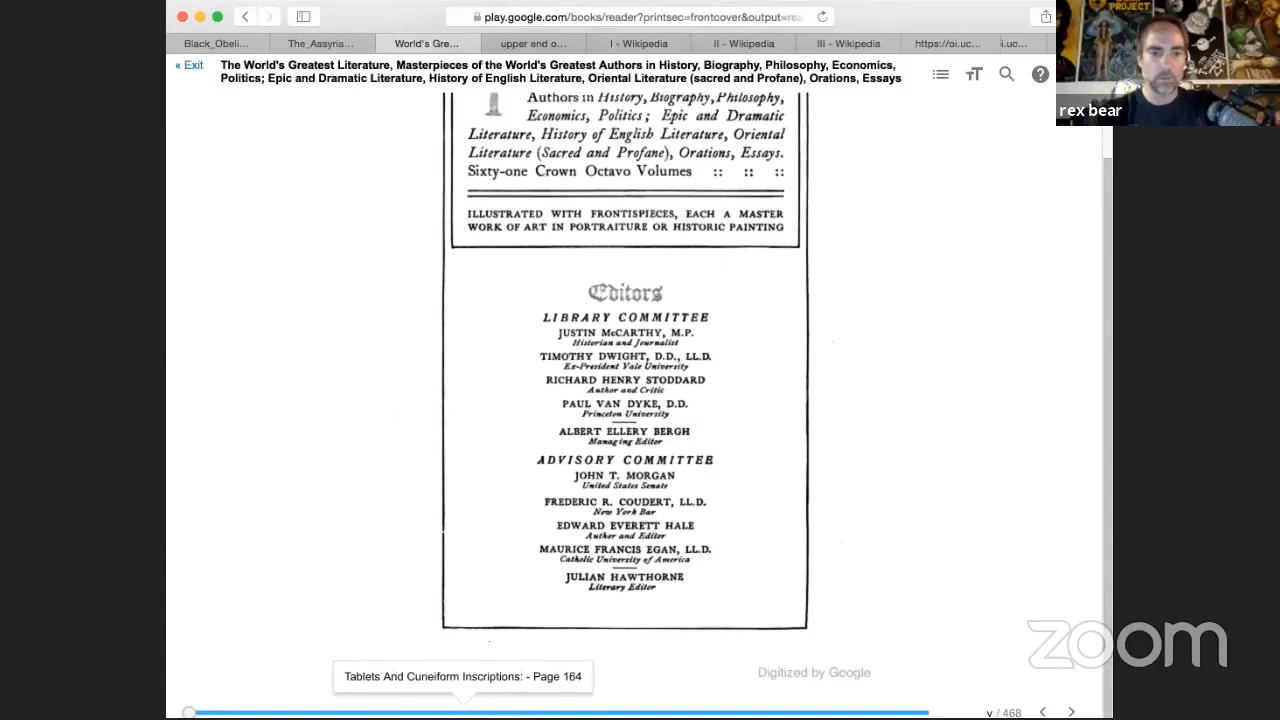 play.google.com/books/reader?printsec=frontcover&output=rea
Black_Obeli...
The_Assyria...
World's Gre...
upper end o...
I - Wikipedia
II - Wikipedia
III - Wikipedia
https://oi.uc...
i.uc...
« Exit
The World's Greatest Literature, Masterpieces of the World's Greatest Authors in History, Biography, Philosophy, Economics,
Politics; Epic and Dramatic Literature, History of English Literature, Oriental Literature (sacred and Profane), Orations, Essays
PROJECT
rex bear
Authors in History, Biography, Philosophy,
Economics, Politics; Epic and Dramatic
Literature, History of English Literature, Oriental
Literature (Sacred and Profane), Orations, Essays.
Sixty-one Crown Octavo Volumes :: :: ::
ILLUSTRATED WITH FRONTISPIECES, EACH A MASTER
WORK OF ART IN PORTRAITURE OR HISTORIC PAINTING
Editors
LIBRARY COMMITTEE
JUSTIN McCARTHY, M.P.
Historian and Journalist
TIMOTHY DWIGHT, D.D., LL.D.
Ex-President Yale University
RICHARD HENRY STODDARD
Author and Critic
PAUL VAN DYKE, D.D.
Princeton University
ALBERT ELLERY BERGH
Managing Editor
ADVISORY COMMITTEE
JOHN T. MORGAN
United States Senate
FREDERIC R. COUDERT, LL.D.
New York Bar
EDWARD EVERETT HALE
Author and Editor
MAURICE FRANCIS EGAN, LL.D.
Catholic University of America
JULIAN HAWTHORNE
Literary Editor
Digitized by Google
Tablets And Cuneiform Inscriptions: - Page 164
v / 468
zoom